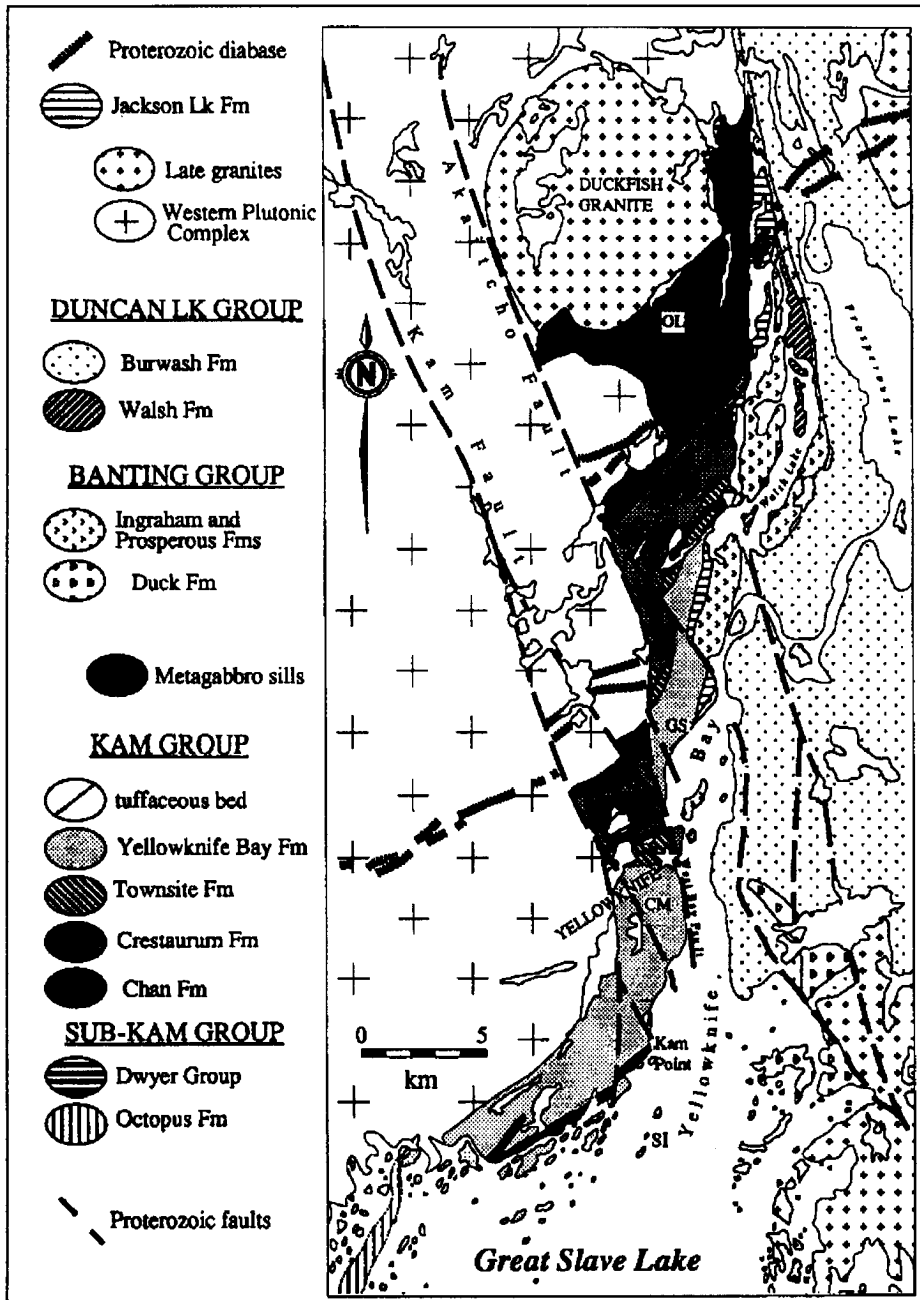 Proterozoic diabase
Jackson Lk Fm
Late granites
Western Plutonic
Complex
DUNCAN LK GROUP
Burwash Fm
Walsh Fm
BANTING GROUP
Ingraham and
Prosperous Fms
Duck Fm
Metagabbro sills
KAM GROUP
tuffaceous bed
Yellowknife Bay Fm
Townsite Fm
Crestaurum Fm
Chan Fm
SUB-KAM GROUP
Dwyer Group
Octopus Fm
Proterozoic faults
N
0 5
km
Akaitcho Fault
Kam Fault
DUCKFISH
GRANITE
OL
Prosperous Lake
Walsh Lake
GS
Bay
YELLOWKNIFE
CM
West Bay Fault
Yellowknife
Kam
Point
SI
Great Slave Lake